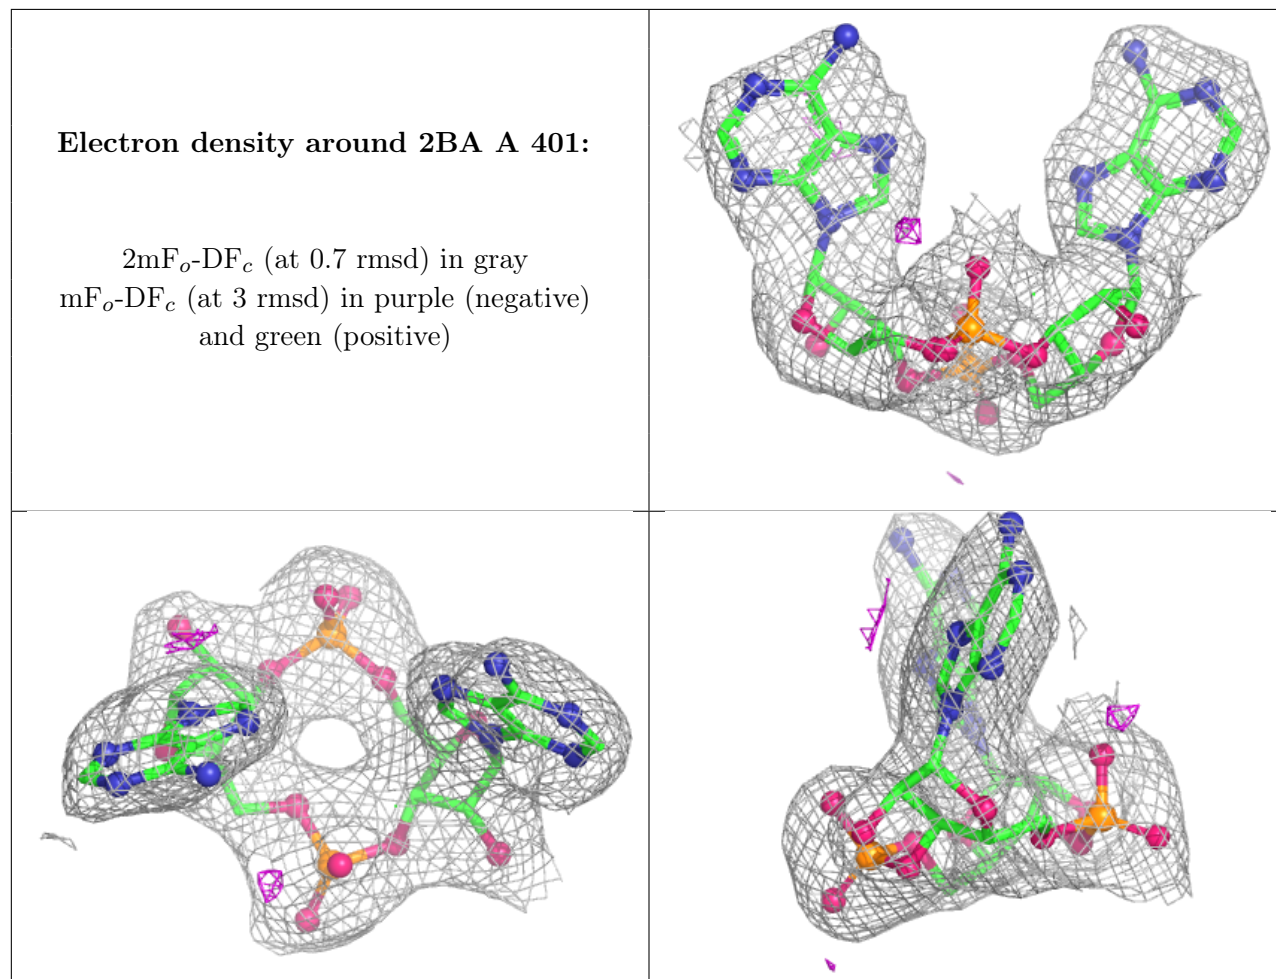 Electron density around 2BA A 401:
2mFₒ-DF𝒸 (at 0.7 rmsd) in gray
mFₒ-DF𝒸 (at 3 rmsd) in purple (negative)
and green (positive)